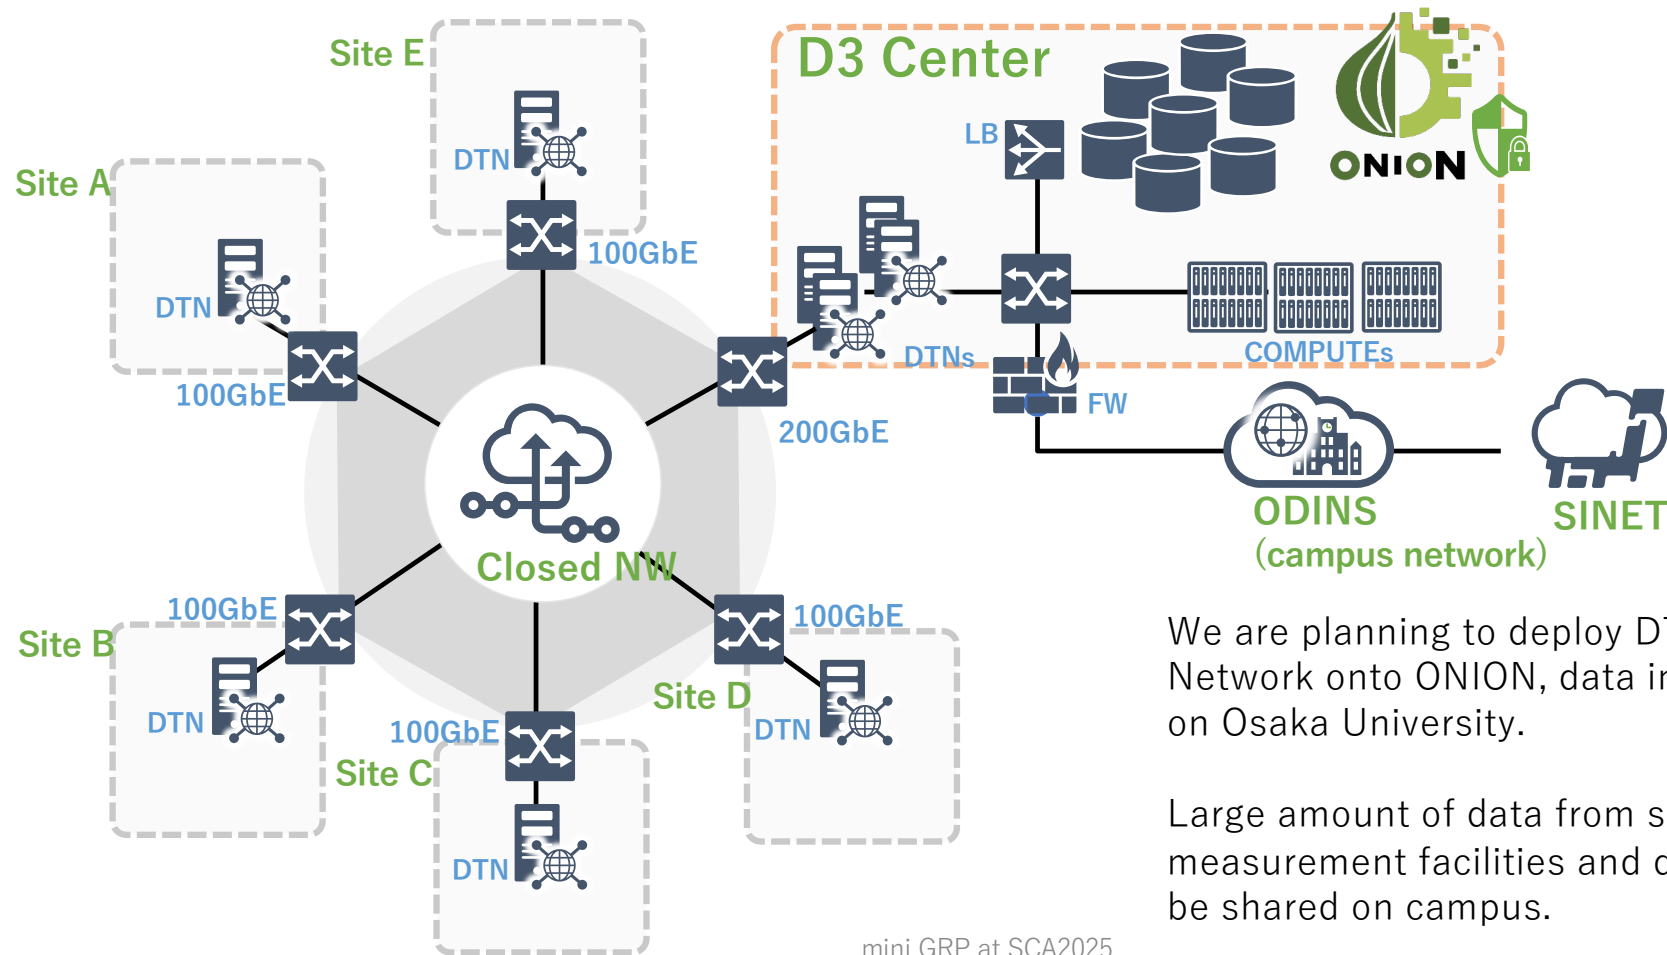 Site E
D3 Center
ONION
LB
DTN
Site A
100GbE
DTN
100GbE
DTNs
COMPUTEs
FW
200GbE
ODINS
(campus network)
SINET
Closed NW
100GbE
100GbE
Site B
Site D
DTN
DTN
100GbE
Site C
DTN
We are planning to deploy
Network onto ONION, data
on Osaka University.
Large amount of data from
measurement facilities and
be shared on campus.
mini GRP at SCA2025